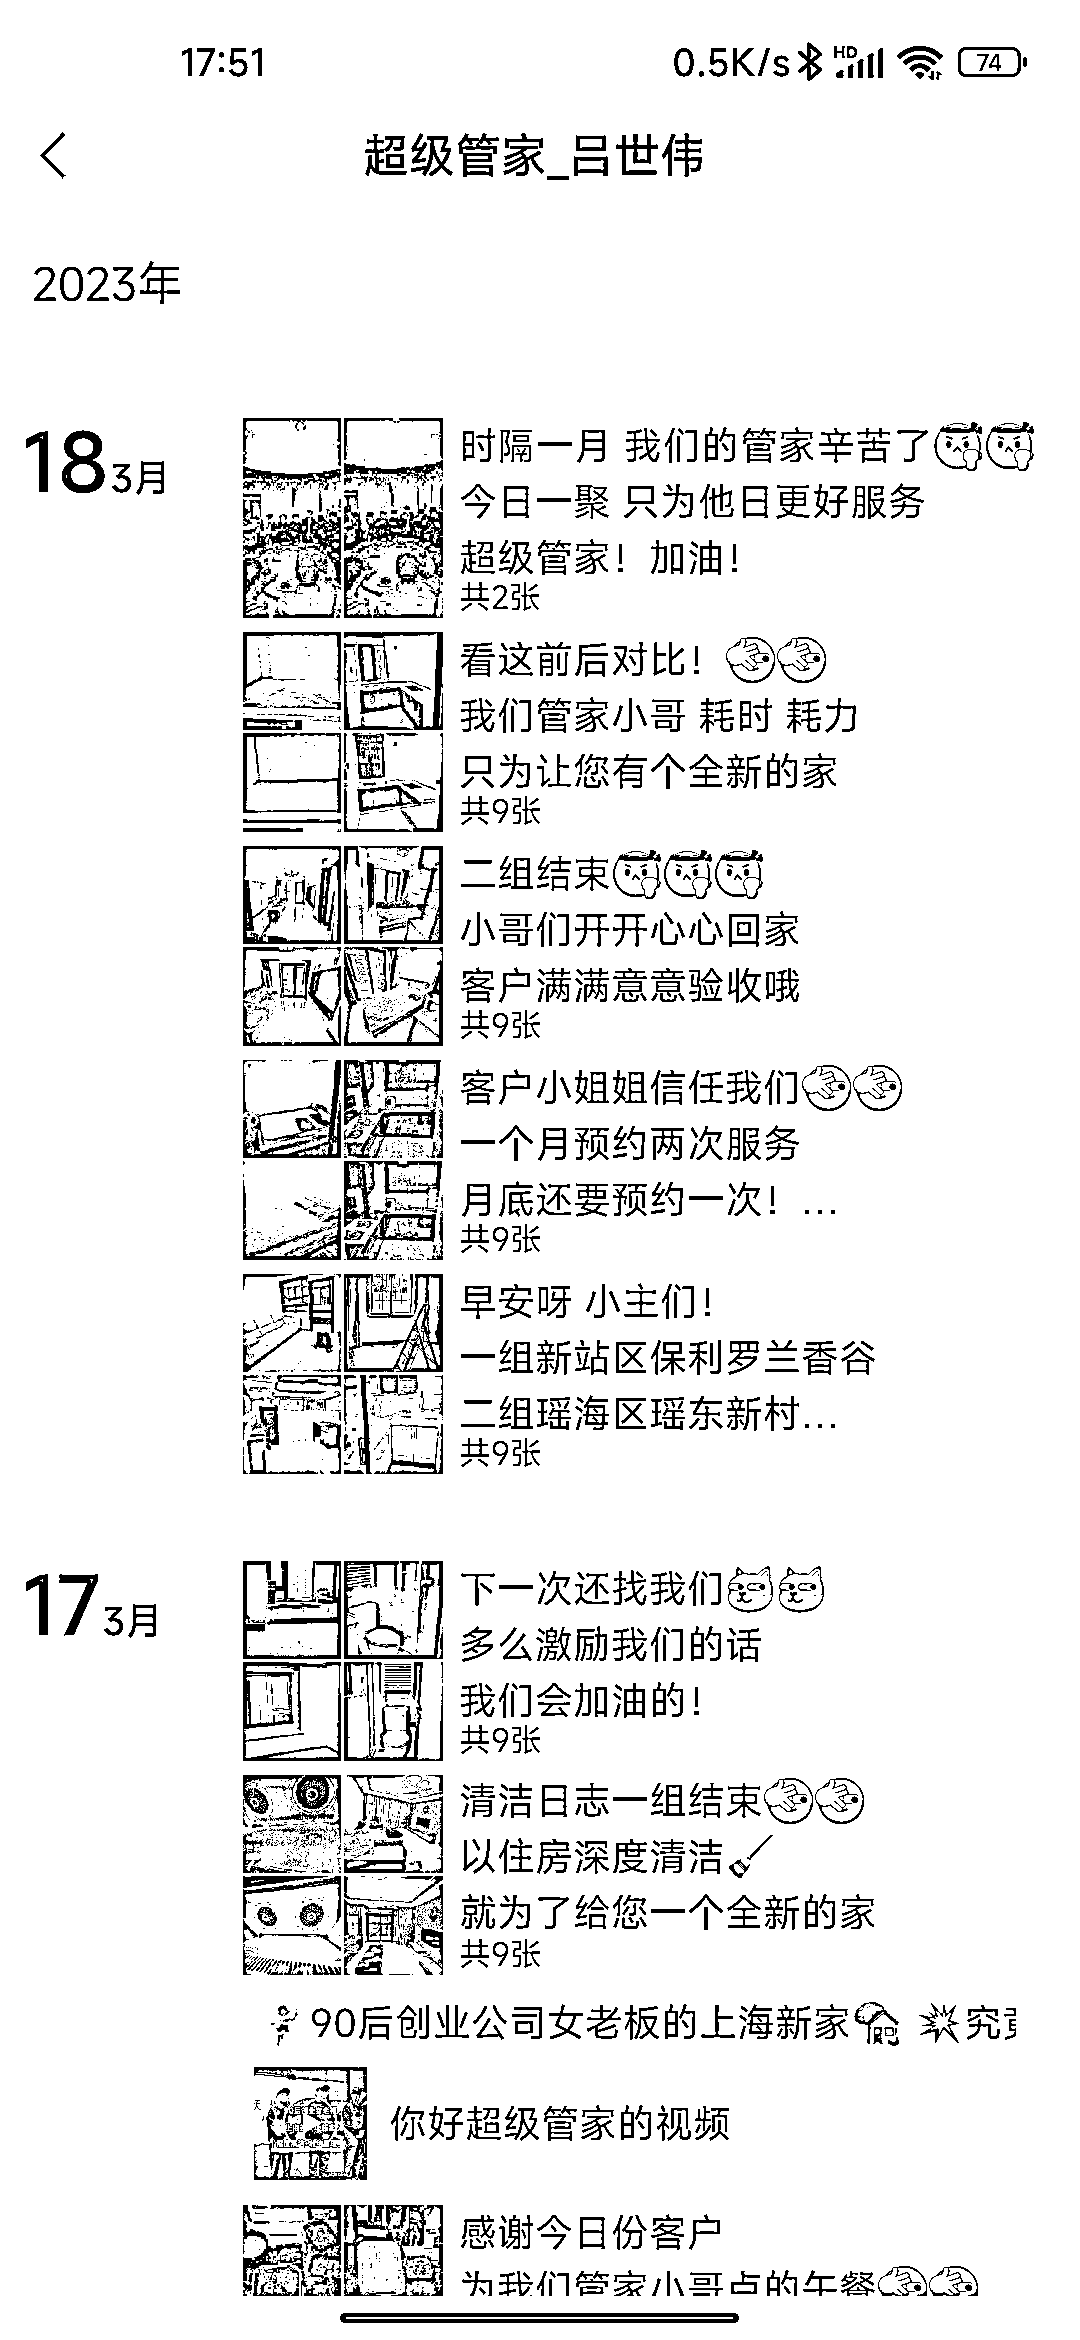 17:51
0.5K/s HD 74
超级管家_吕世伟
2023年
18 3月
时隔一月 我们的管家辛苦了
今日一聚 只为他日更好服务
超级管家！加油！
共2张
看这前后对比！
我们管家小哥 耗时 耗力
只为让您有个全新的家
共9张
二组结束
小哥们开开心心回家
客户满满意意验收哦
共9张
客户小姐姐信任我们
一个月预约两次服务
月底还要预约一次！...
共9张
早安呀 小主们！
一组新站区保利罗兰香谷
二组瑶海区瑶东新村...
共9张
17 3月
下一次还找我们
多么激励我们的话
我们会加油的！
共9张
清洁日志一组结束
以住房深度清洁
就为了给您一个全新的家
共9张
90后创业公司女老板的上海新家 究竟
你好超级管家的视频
感谢今日份客户
为我们管家小哥点的午餐